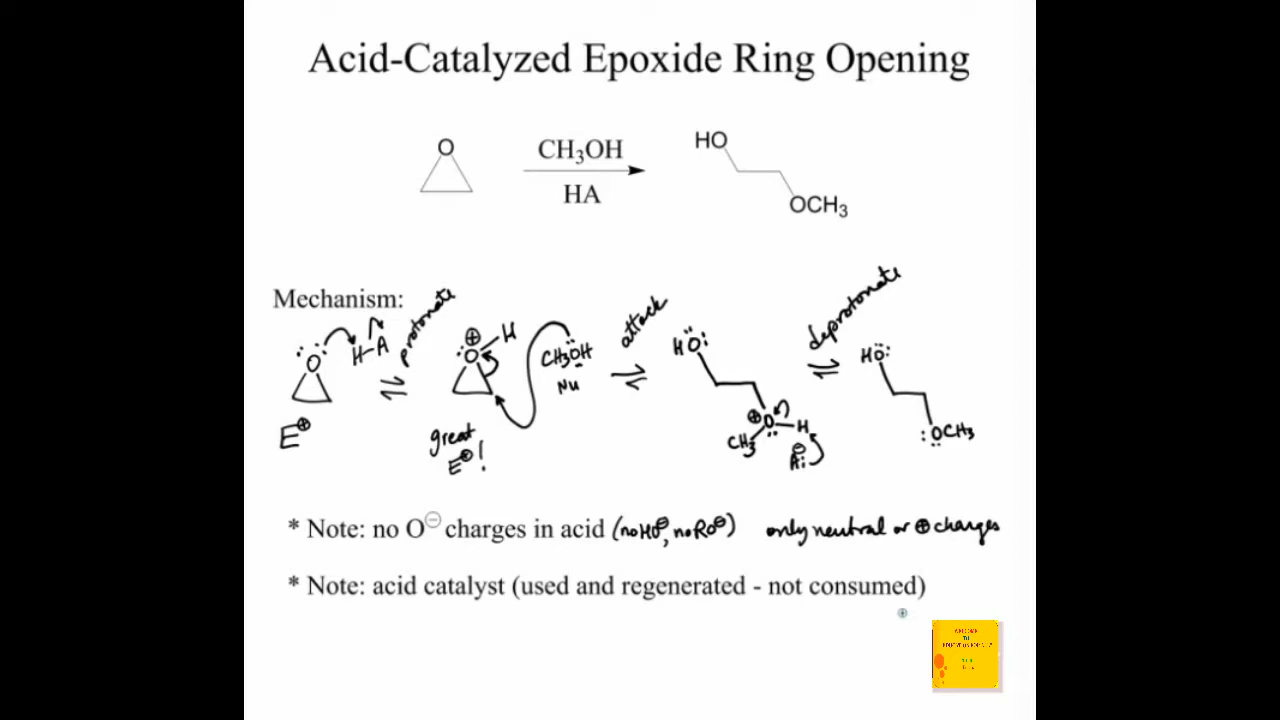 Acid-Catalyzed Epoxide Ring Opening
O
CH₃OH
HA
HO
OCH₃
Mechanism:
protonate
attack
deprotonate
O
H-A
E⊕
⊕
O
H
great
E⊕!
CH₃OH
Nu
HO
⊕
O-H
CH₃
⊖
A:
HO
OCH₃
* Note: no O⊖ charges in acid (no HO⊖, no RO⊖) only neutral or ⊕ charges
* Note: acid catalyst (used and regenerated - not consumed)
WELCOME
TO